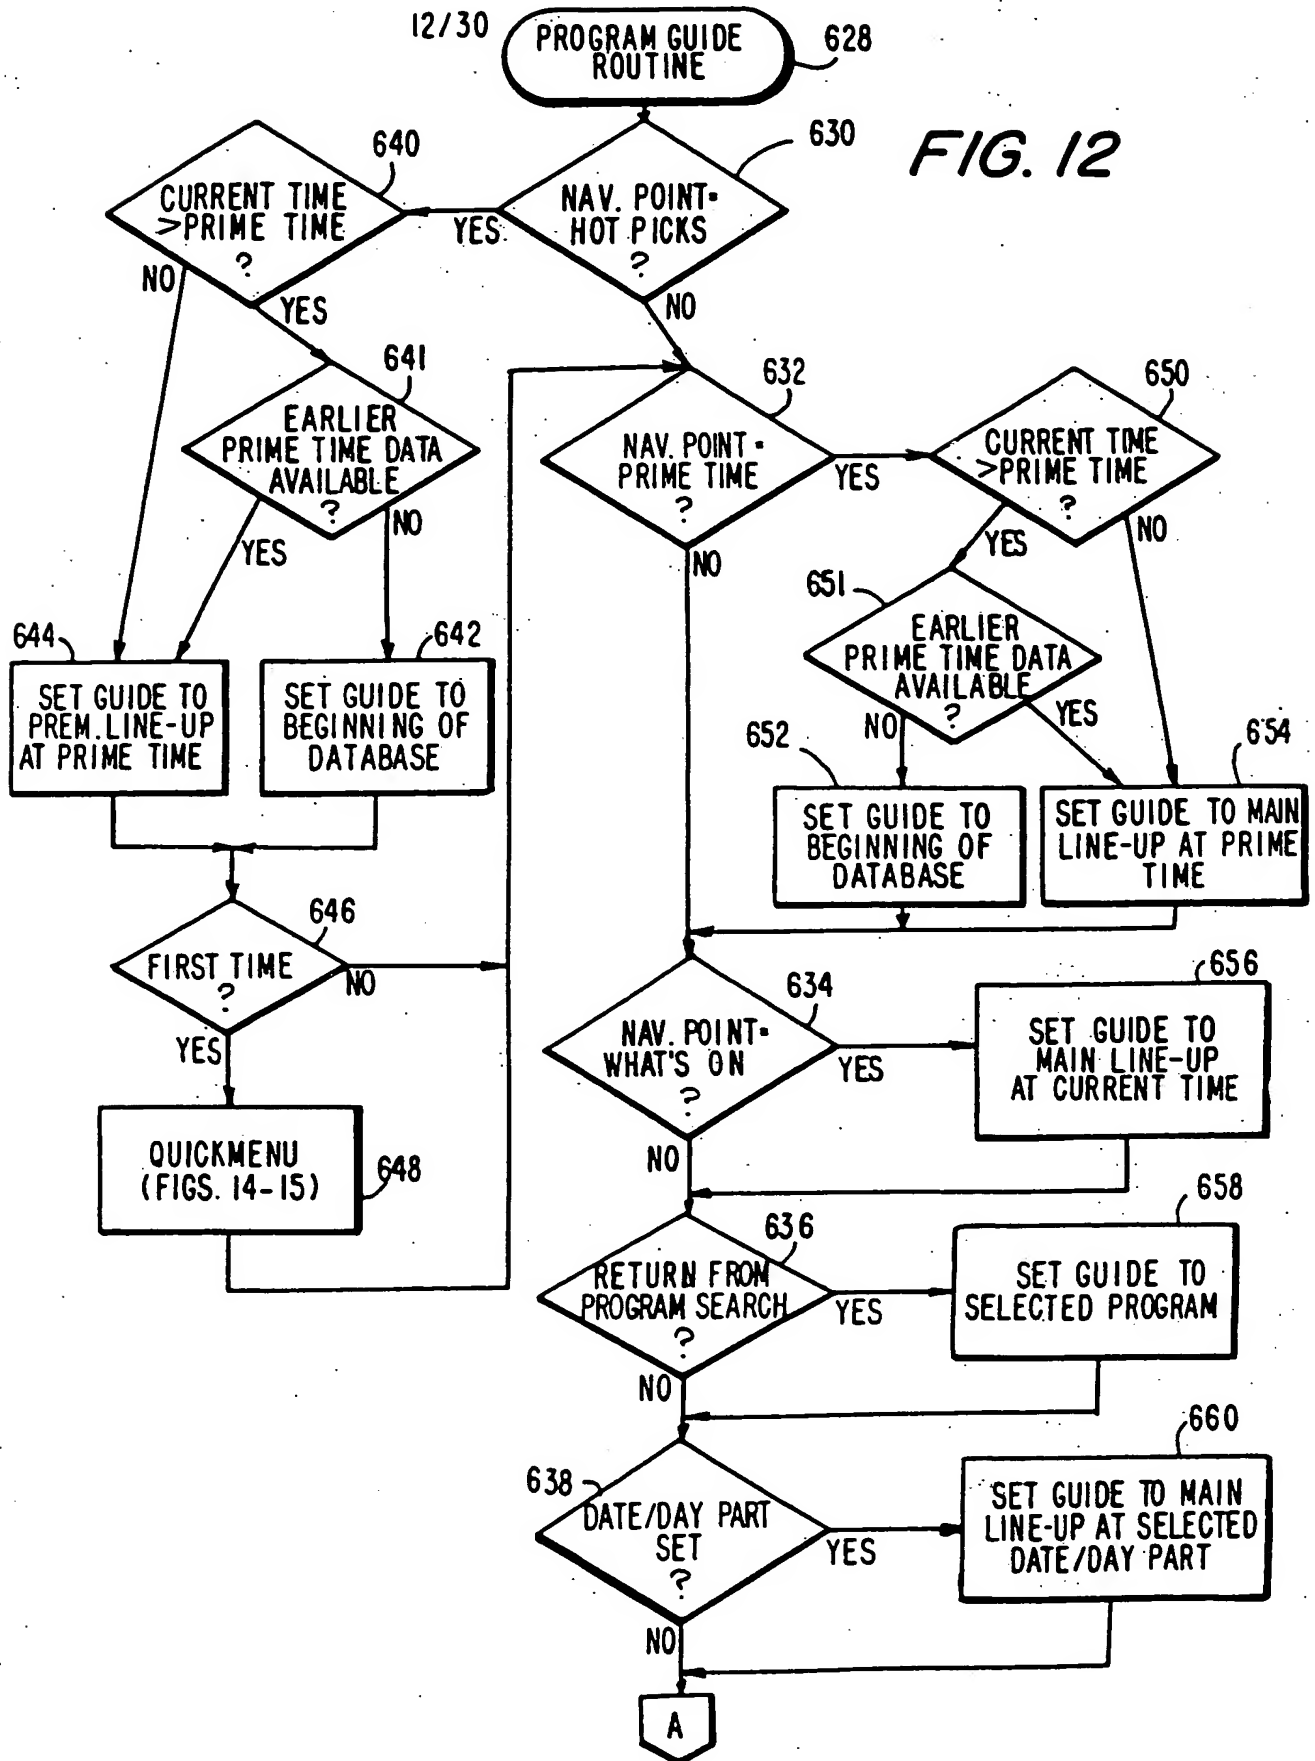 12/30
PROGRAM GUIDE
ROUTINE
628
FIG. 12
630
NAV. POINT=
HOT PICKS
?
YES
NO
640
CURRENT TIME
>PRIME TIME
?
NO
YES
641
EARLIER
PRIME TIME DATA
AVAILABLE
?
YES
NO
632
NAV. POINT=
PRIME TIME
?
YES
NO
650
CURRENT TIME
>PRIME TIME
?
YES
NO
651
EARLIER
PRIME TIME DATA
AVAILABLE
?
NO
YES
644
SET GUIDE TO
PREM. LINE-UP
AT PRIME TIME
642
SET GUIDE TO
BEGINNING OF
DATABASE
652
SET GUIDE TO
BEGINNING OF
DATABASE
654
SET GUIDE TO MAIN
LINE-UP AT PRIME
TIME
646
FIRST TIME
?
NO
YES
QUICKMENU
(FIGS. 14-15)
648
634
NAV. POINT=
WHAT'S ON
?
YES
NO
656
SET GUIDE TO
MAIN LINE-UP
AT CURRENT TIME
636
RETURN FROM
PROGRAM SEARCH
?
YES
NO
658
SET GUIDE TO
SELECTED PROGRAM
638
DATE/DAY PART
SET
?
YES
NO
660
SET GUIDE TO MAIN
LINE-UP AT SELECTED
DATE/DAY PART
A